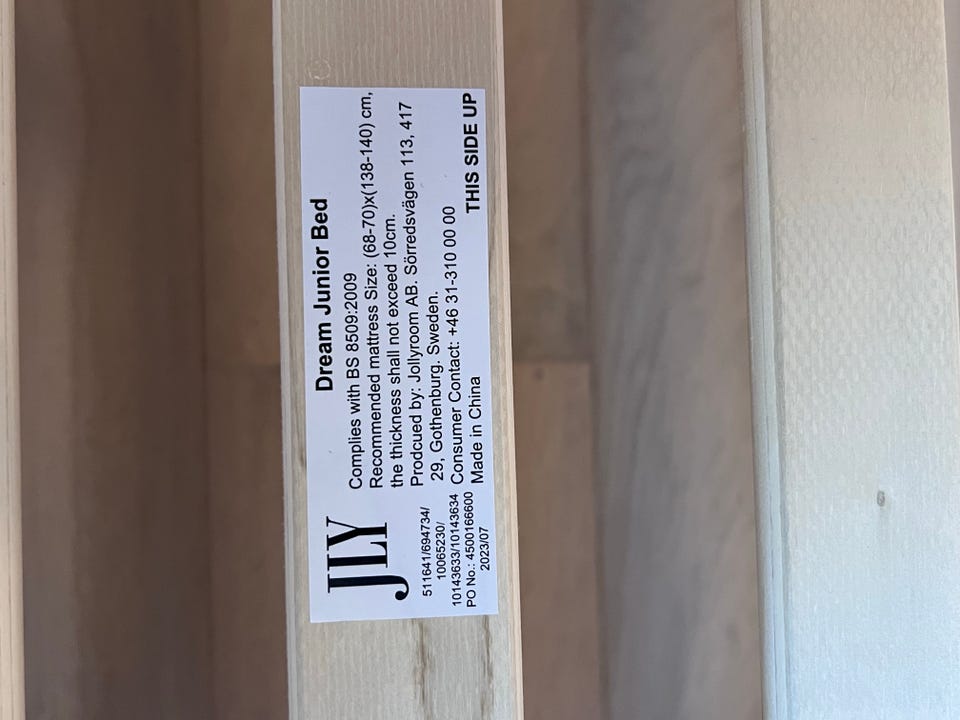 JLY
511641/694734/
10065230/
10143633/10143634
PO No.: 4500166600
2023/07
Dream Junior Bed
Complies with BS 8509:2009
Recommended mattress Size: (68-70)x(138-140) cm,
the thickness shall not exceed 10cm.
Prodcued by: Jollyroom AB. Sörredsvägen 113, 417
29, Gothenburg. Sweden.
Consumer Contact: +46 31-310 00 00
Made in China
THIS SIDE UP